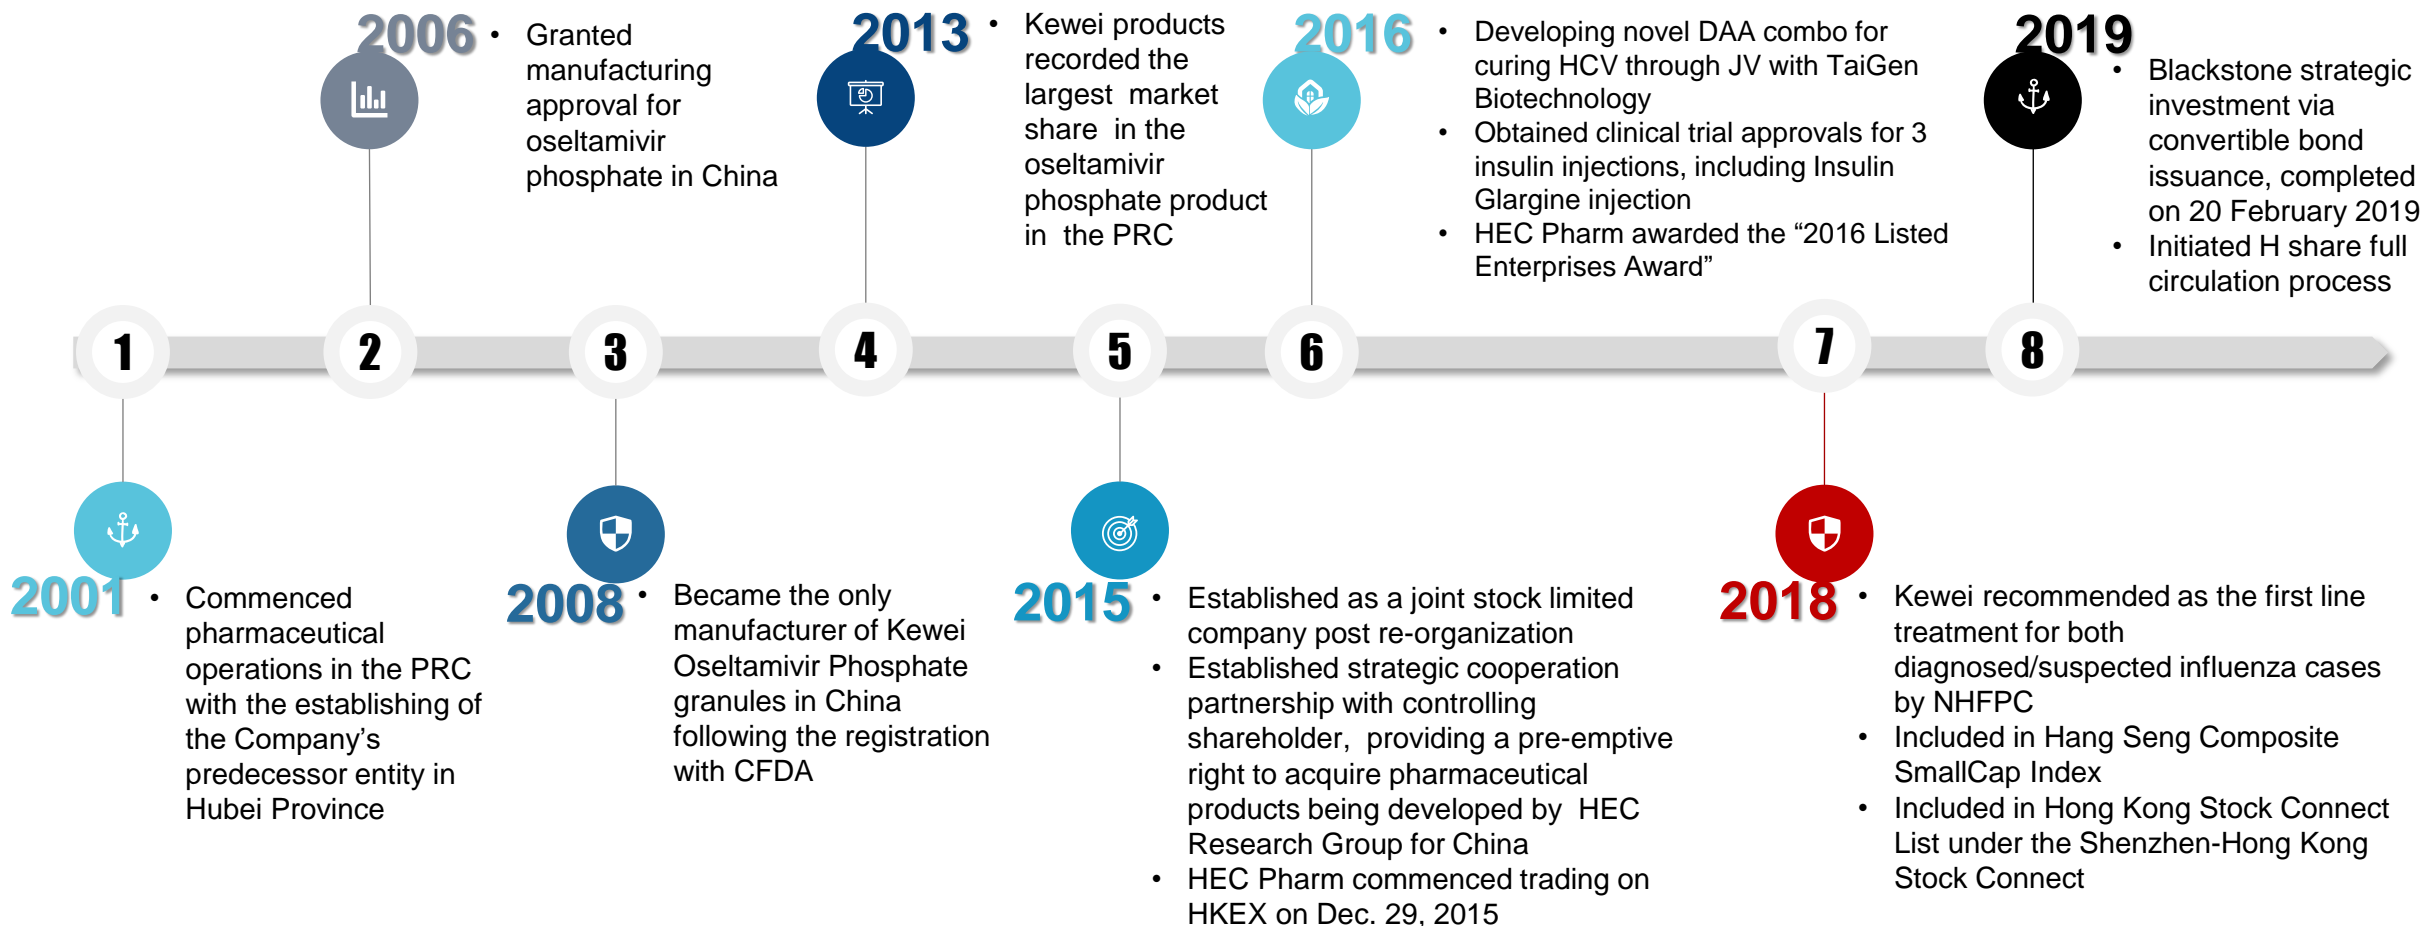 2006
• Granted
manufacturing
approval for
oseltamivir
phosphate in China
2013
• Kewei products
recorded the
largest market
share in the
oseltamivir
phosphate product
in the PRC
2016
• Developing novel DAA combo for
curing HCV through JV with TaiGen
Biotechnology
• Obtained clinical trial approvals for 3
insulin injections, including Insulin
Glargine injection
• HEC Pharm awarded the “2016 Listed
Enterprises Award”
2019
• Blackstone strategic
investment via
convertible bond
issuance, completed
on 20 February 2019
• Initiated H share full
circulation process
1 2 3 4 5 6 7 8
2001
• Commenced
pharmaceutical
operations in the PRC
with the establishing of
the Company’s
predecessor entity in
Hubei Province
2008
• Became the only
manufacturer of Kewei
Oseltamivir Phosphate
granules in China
following the registration
with CFDA
2015
• Established as a joint stock limited
company post re-organization
• Established strategic cooperation
partnership with controlling
shareholder, providing a pre-emptive
right to acquire pharmaceutical
products being developed by HEC
Research Group for China
• HEC Pharm commenced trading on
HKEX on Dec. 29, 2015
2018
• Kewei recommended as the first line
treatment for both
diagnosed/suspected influenza cases
by NHFPC
• Included in Hang Seng Composite
SmallCap Index
• Included in Hong Kong Stock Connect
List under the Shenzhen-Hong Kong
Stock Connect